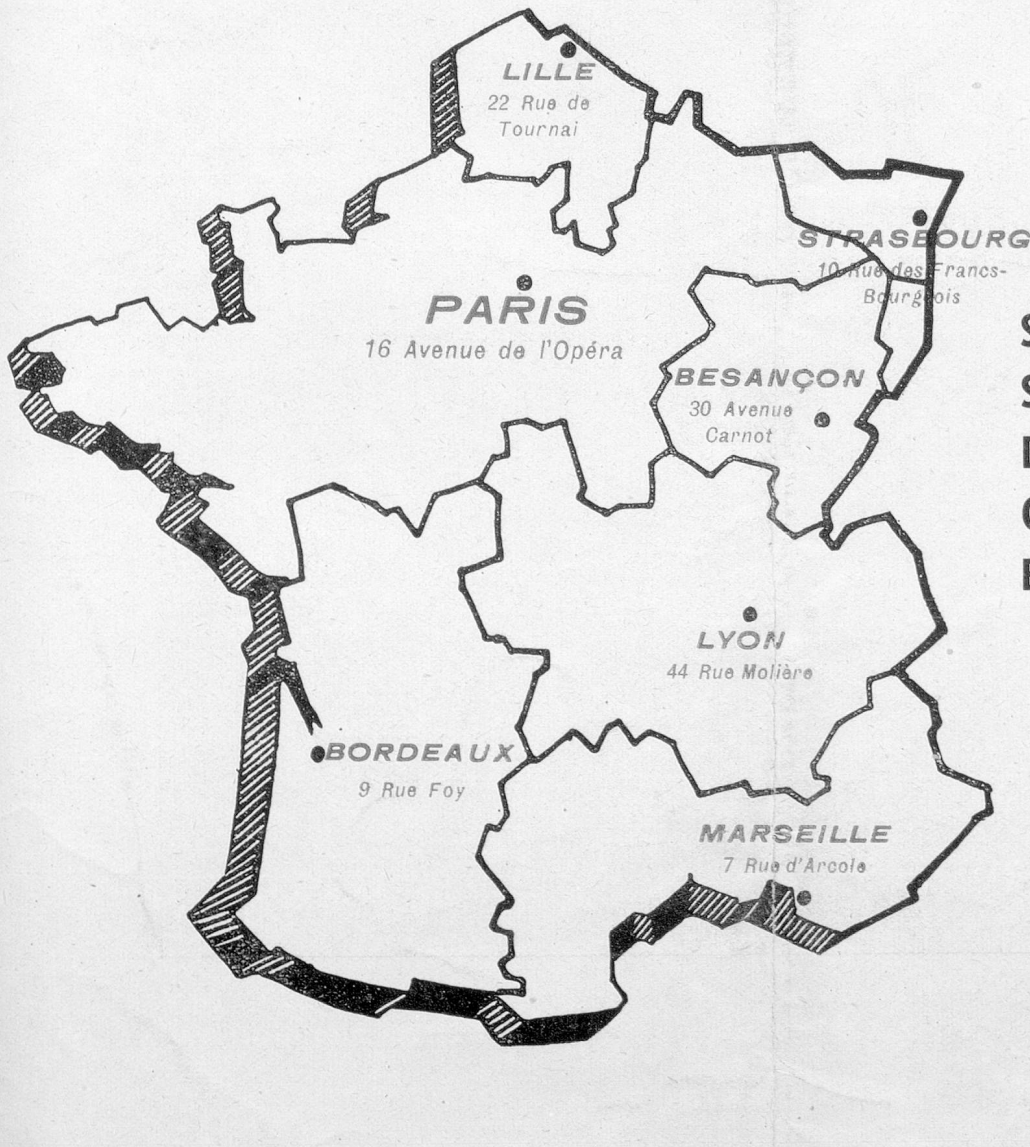 LILLE
22 Rue de
Tournai
STRASBOURG
10 Rue des Francs-
Bourgeois
PARIS
16 Avenue de l'Opéra
BESANÇON
30 Avenue
Carnot
LYON
44 Rue Molière
BORDEAUX
9 Rue Foy
MARSEILLE
7 Rue d'Arcole